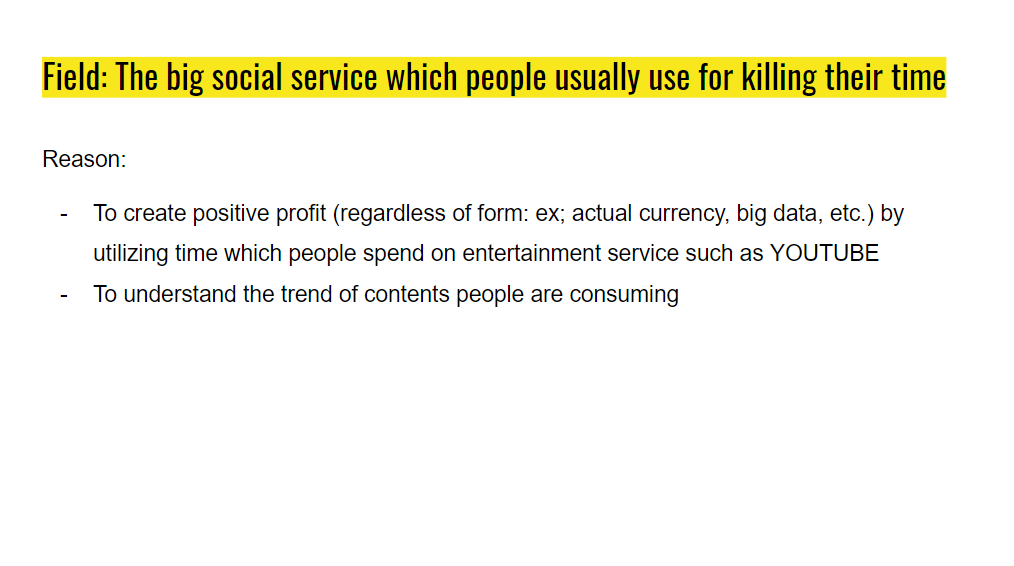 Field: The big social service which people usually use for killing their time
Reason:
- To create positive profit (regardless of form: ex; actual currency, big data, etc.) by
utilizing time which people spend on entertainment service such as YOUTUBE
- To understand the trend of contents people are consuming